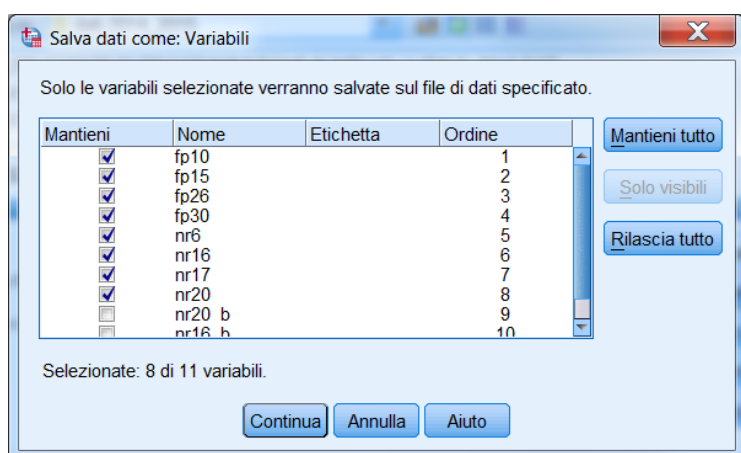 Salva dati come: Variabili
Solo le variabili selezionate verranno salvate sul file di dati specificato.
Mantieni Nome Etichetta Ordine
fp10 1
fp15 2
fp26 3
fp30 4
nr6 5
nr16 6
nr17 7
nr20 8
nr20_b 9
nr16_b 10
Mantieni tutto
Solo visibili
Rilascia tutto
Selezionate: 8 di 11 variabili.
Continua Annulla Aiuto